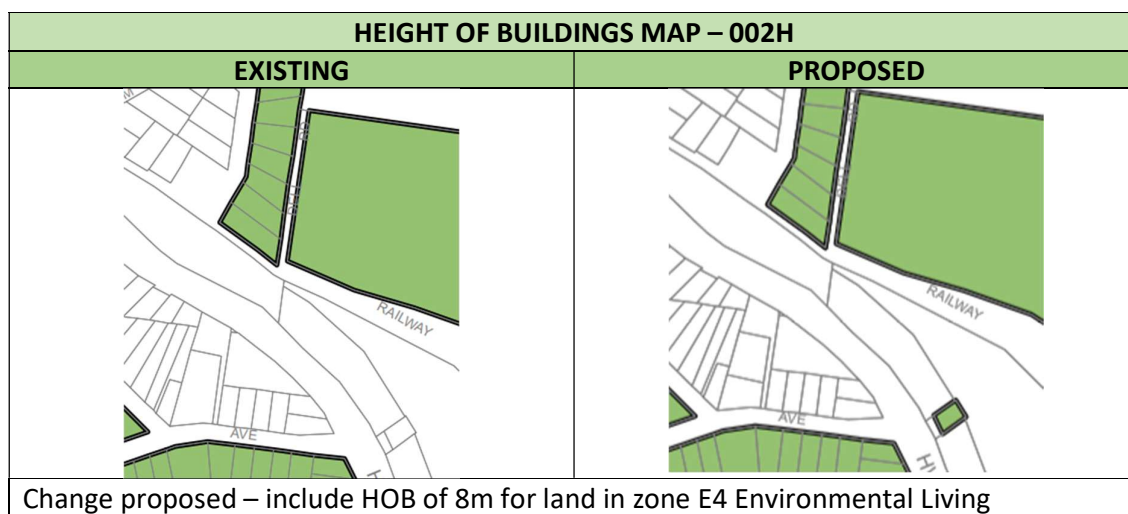 HEIGHT OF BUILDINGS MAP – 002H
EXISTING
PROPOSED
RAILWAY
AVE
RAILWAY
AVE
Change proposed – include HOB of 8m for land in zone E4 Environmental Living